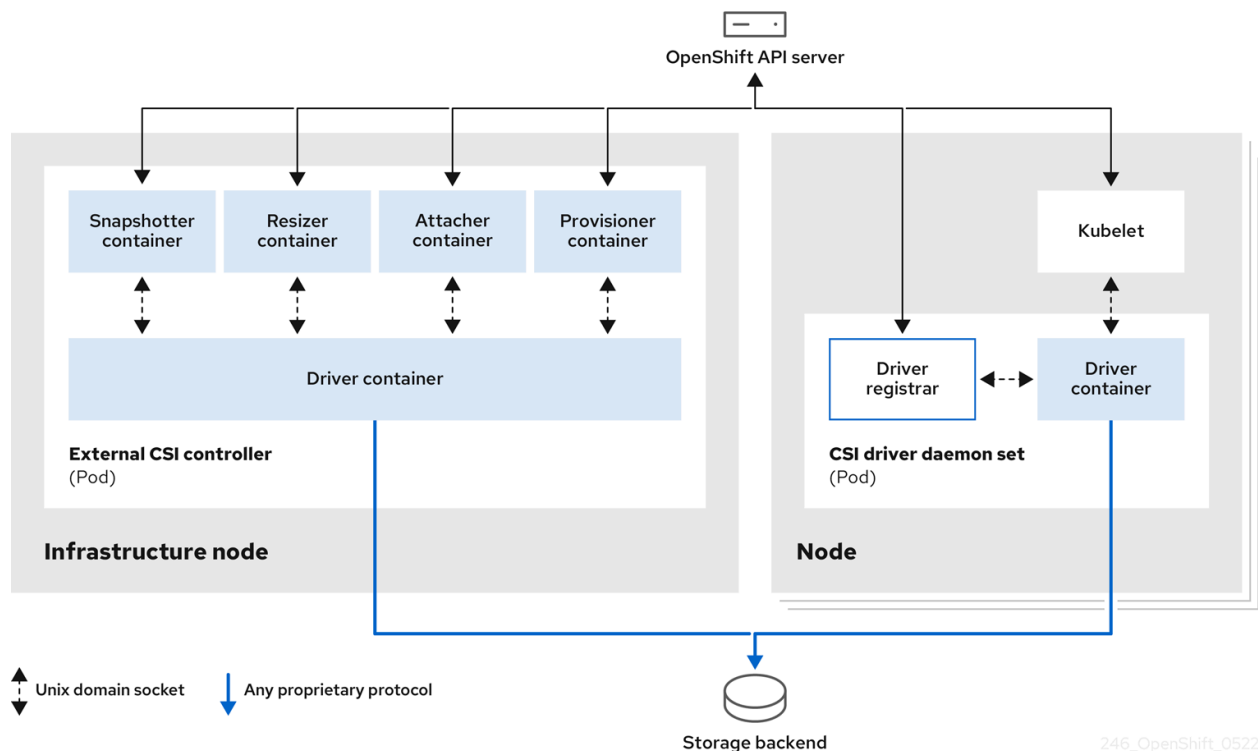 OpenShift API server
Snapshotter
container
Resizer
container
Attacher
container
Provisioner
container
Kubelet
Driver container
Driver
registrar
Driver
container
External CSI controller
(Pod)
CSI driver daemon set
(Pod)
Infrastructure node
Node
Unix domain socket
Any proprietary protocol
Storage backend
246_OpenShift_0522